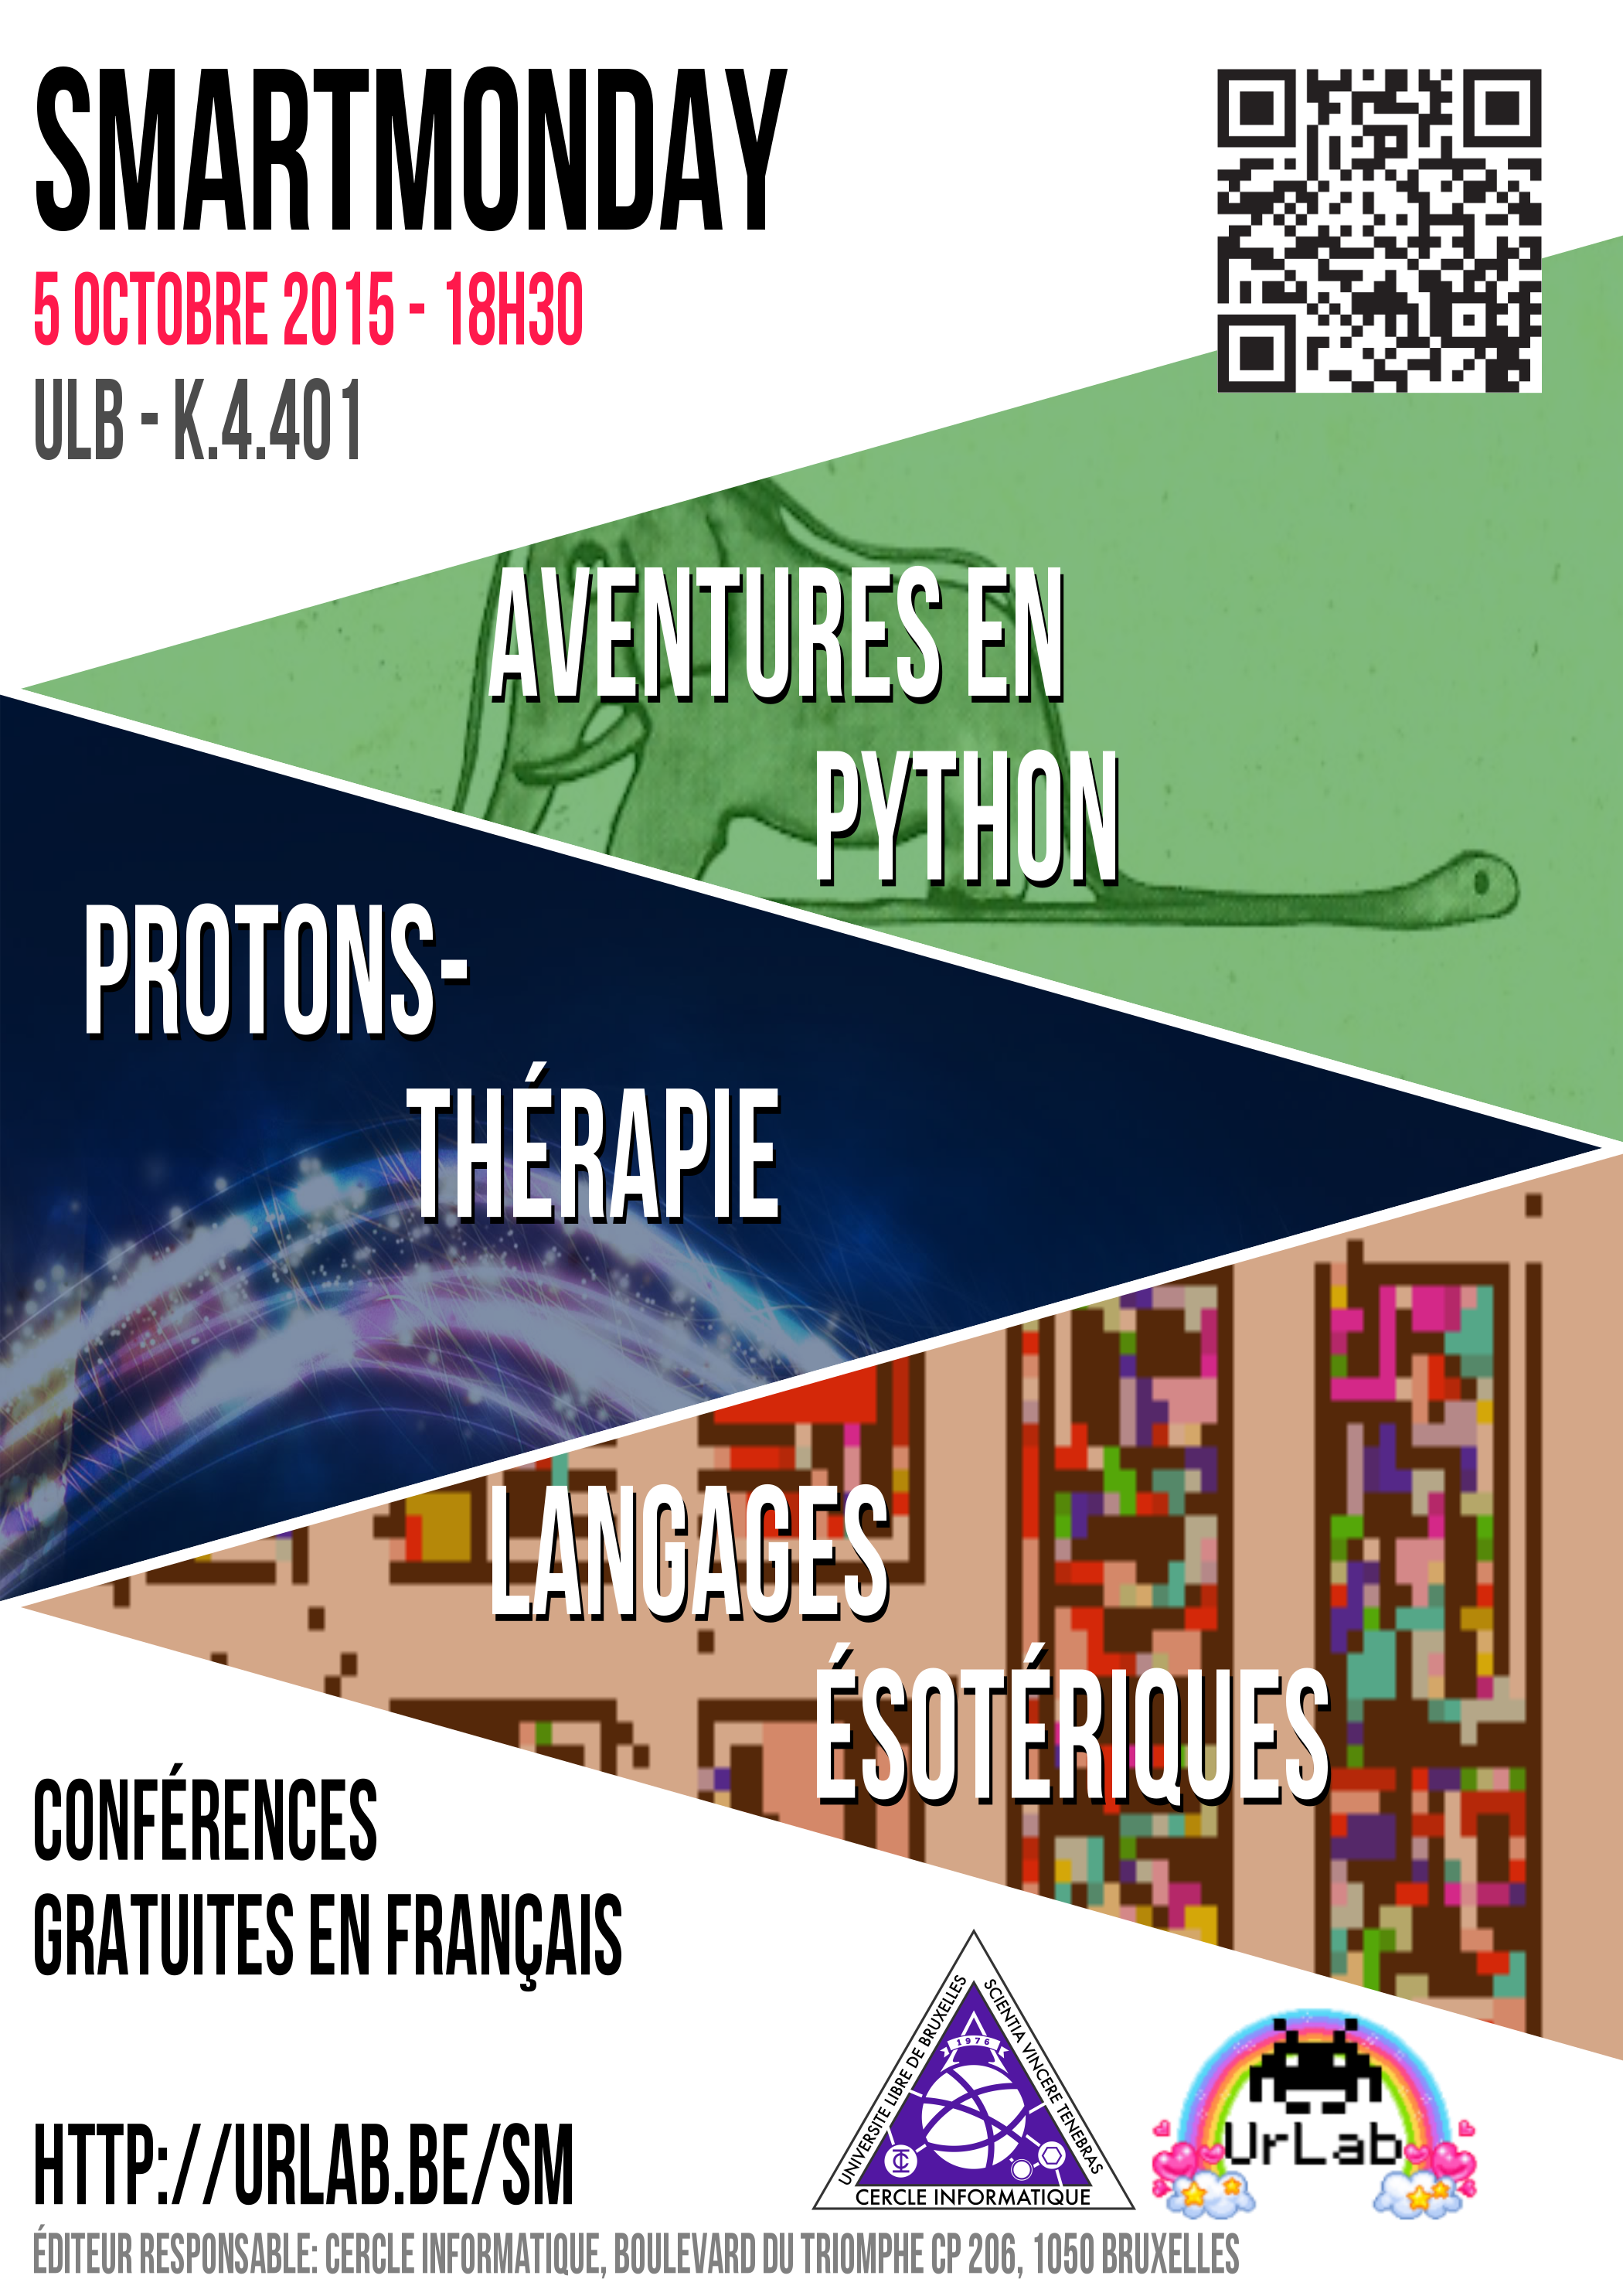 SMARTMONDAY
5 OCTOBRE 2015 - 18H30
ULB - K.4.401
AVENTURES EN
PYTHON
PROTONS-
THÉRAPIE
LANGAGES
ÉSOTÉRIQUES
CONFÉRENCES
GRATUITES EN FRANÇAIS
HTTP://URLAB.BE/SM
UNIVERSITE LIBRE DE BRUXELLES
SCIENTIA VINCERE TENEBRAS
1976
CI
CERCLE INFORMATIQUE
UrLab
ÉDITEUR RESPONSABLE: CERCLE INFORMATIQUE, BOULEVARD DU TRIOMPHE CP 206, 1050 BRUXELLES